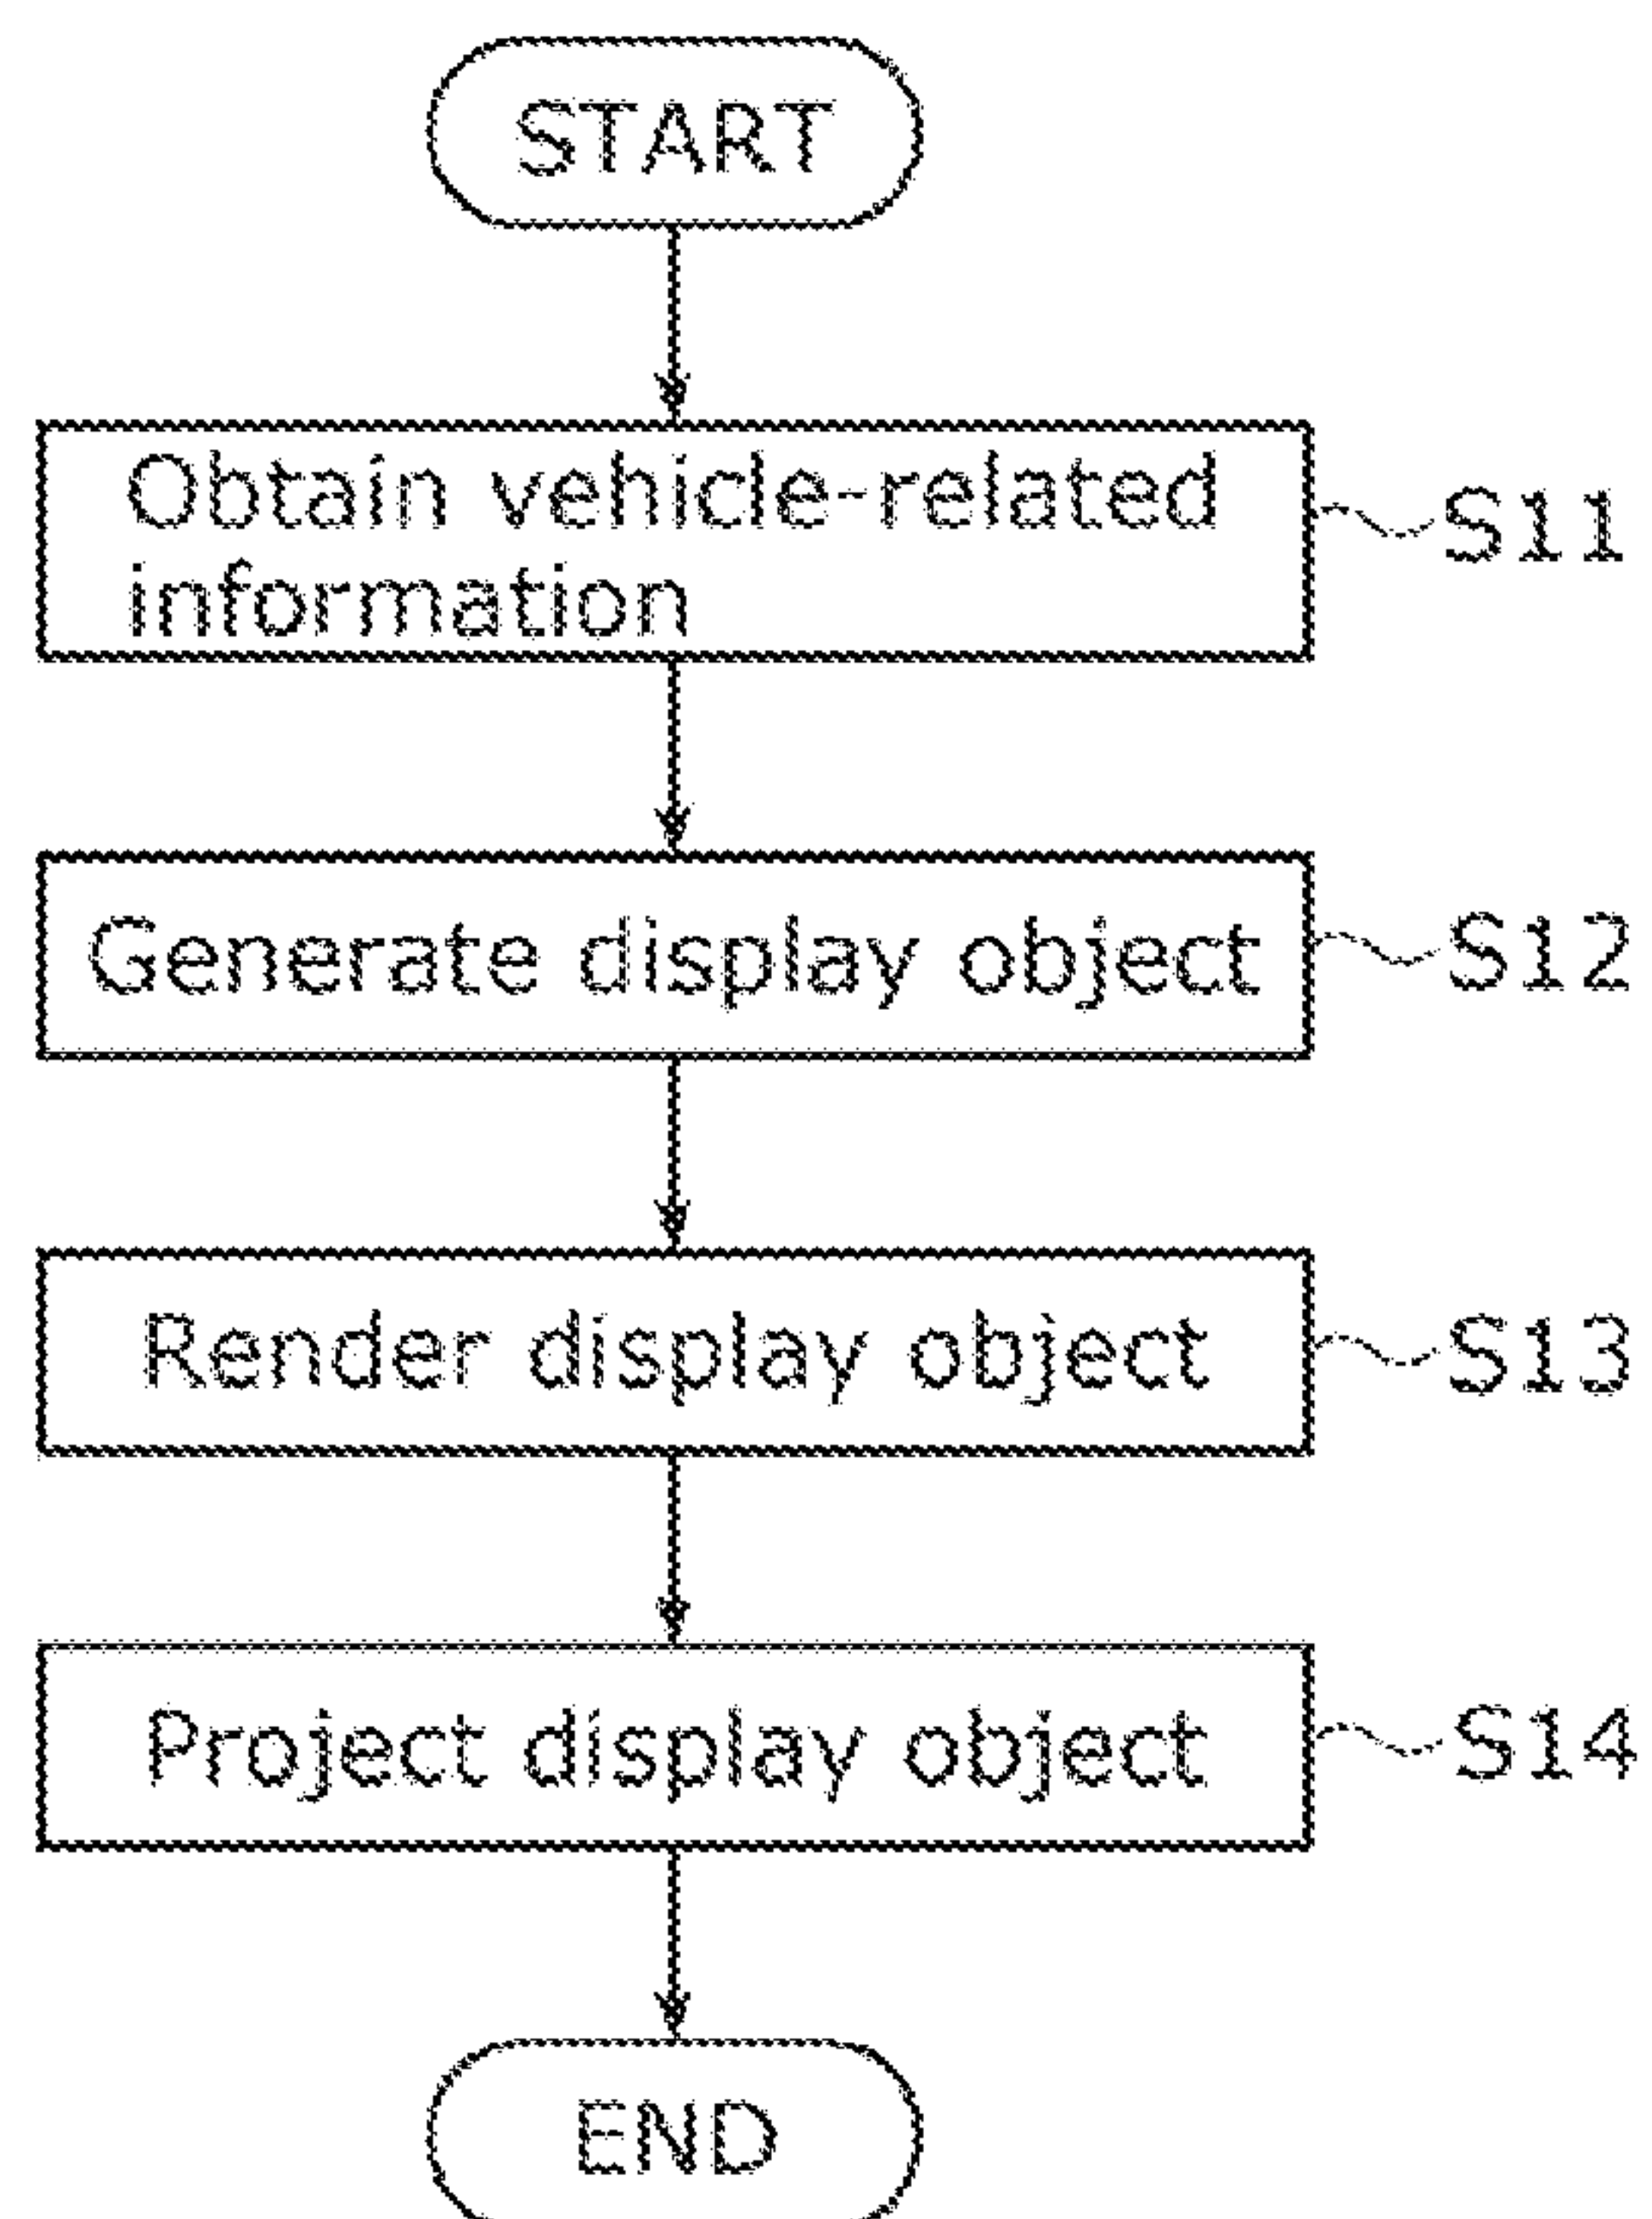 START
Obtain vehicle-related
information
S11
Generate display object
S12
Render display object
S13
Project display object
S14
END